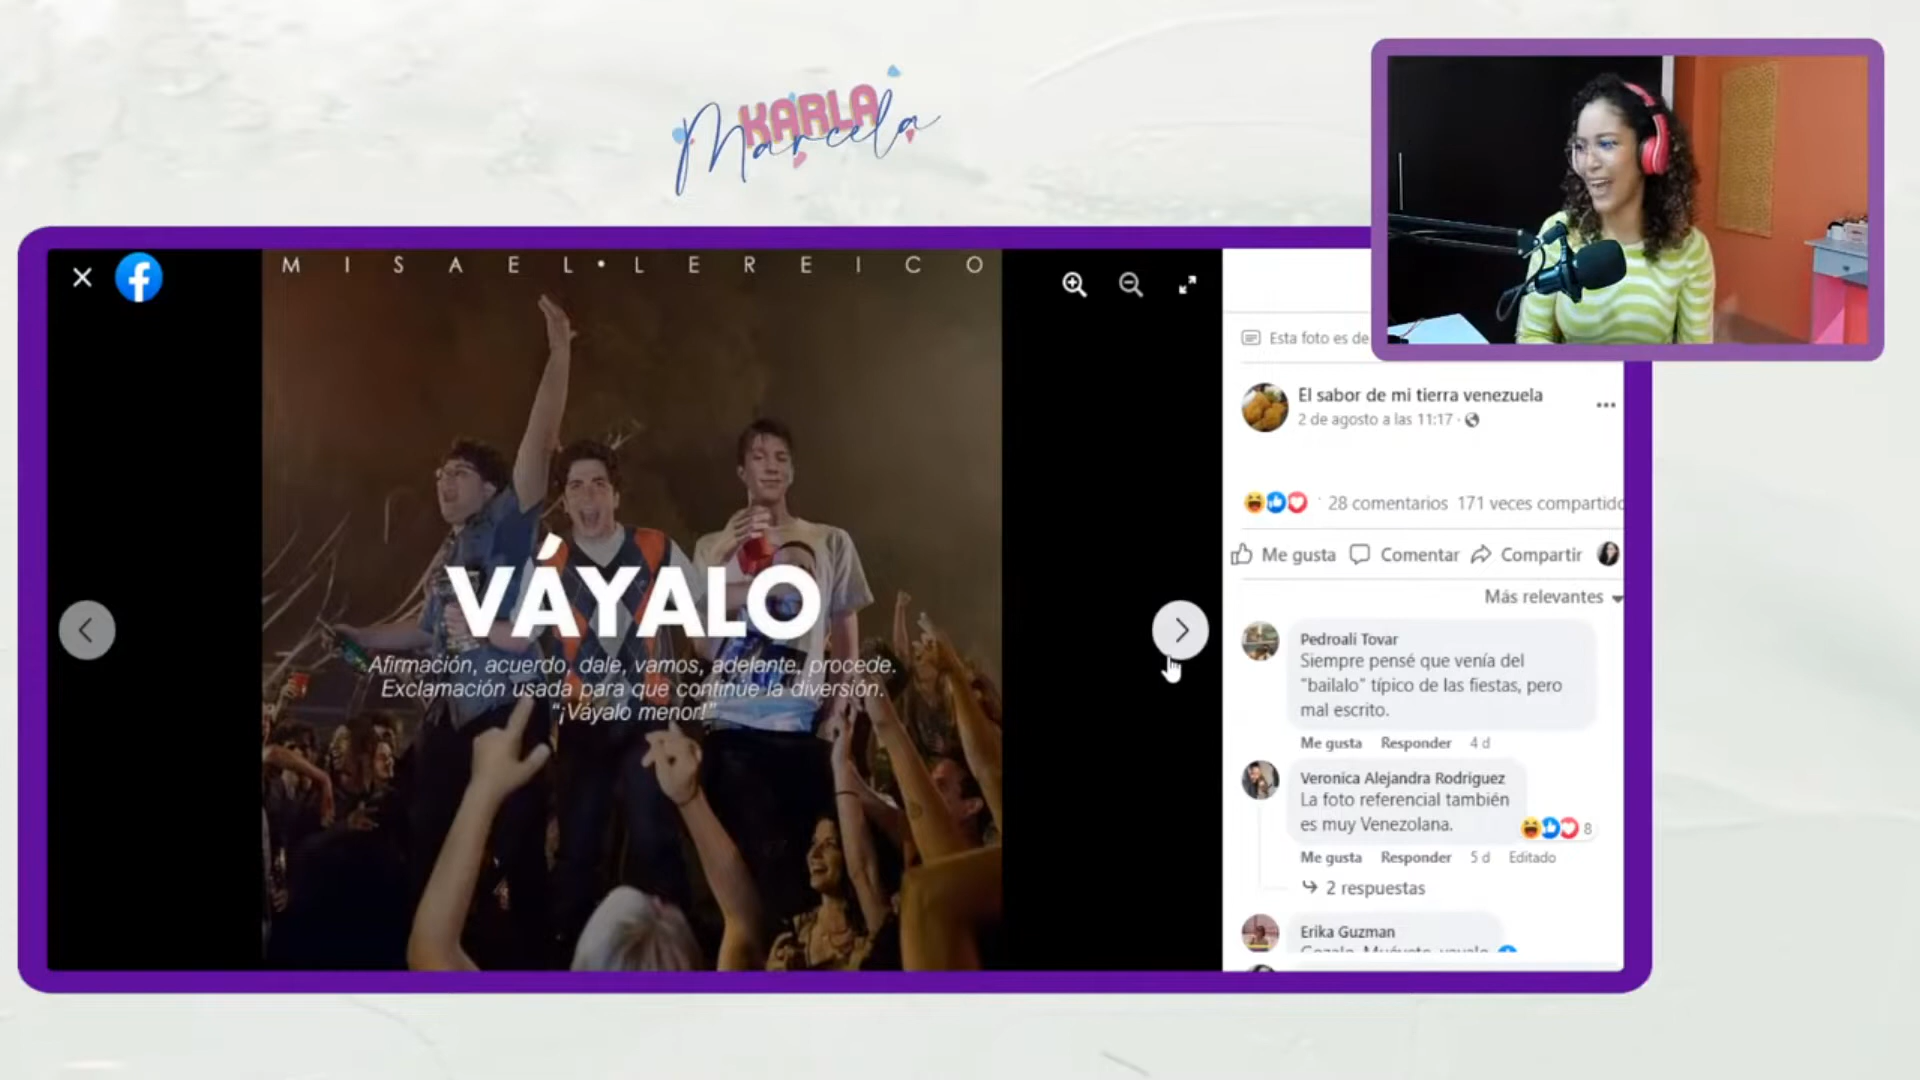 KARLA
Marcela
MISAEL•LEREICO
VÁYALO
Afirmación, acuerdo, dale, vamos, adelante, procede.
Exclamación usada para que continúe la diversión.
"¡Váyalo menor!"
Esta foto es de
El sabor de mi tierra venezuela
2 de agosto a las 11:17 ·
28 comentarios 171 veces compartido
Me gusta Comentar Compartir
Más relevantes
Pedroali Tovar
Siempre pensé que venía del
"bailalo" típico de las fiestas, pero
mal escrito.
Me gusta Responder 4 d
Veronica Alejandra Rodriguez
La foto referencial también
es muy Venezolana.
8
Me gusta Responder 5 d Editado
2 respuestas
Erika Guzman